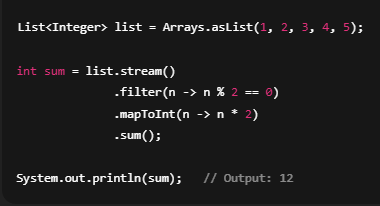 List<Integer> list = Arrays.asList(1, 2, 3, 4, 5);
int sum = list.stream()
.filter(n -> n % 2 == 0)
.mapToInt(n -> n * 2)
.sum();
System.out.println(sum);   // Output: 12